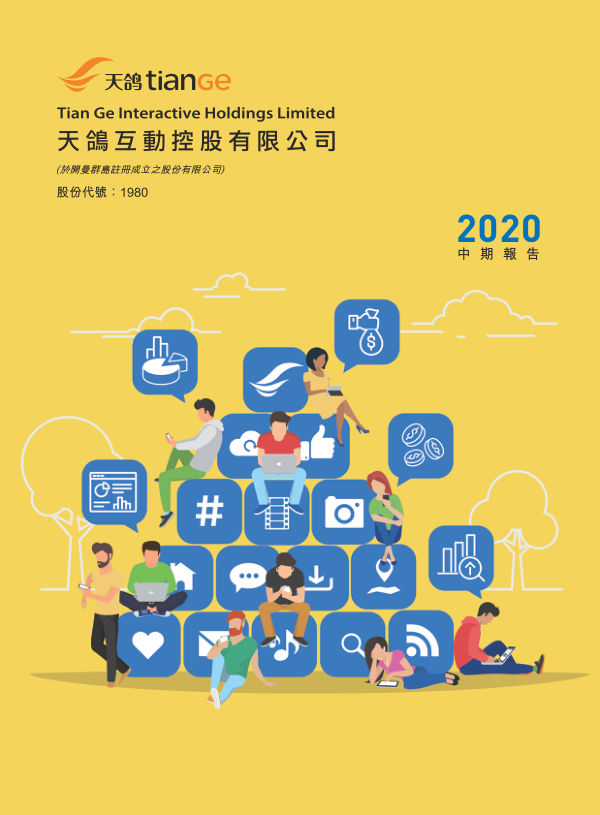 天鴿 tianGe
Tian Ge Interactive Holdings Limited
天鴿互動控股有限公司
(於開曼群島註冊成立之股份有限公司)
股份代號：1980
2020
中期報告
#